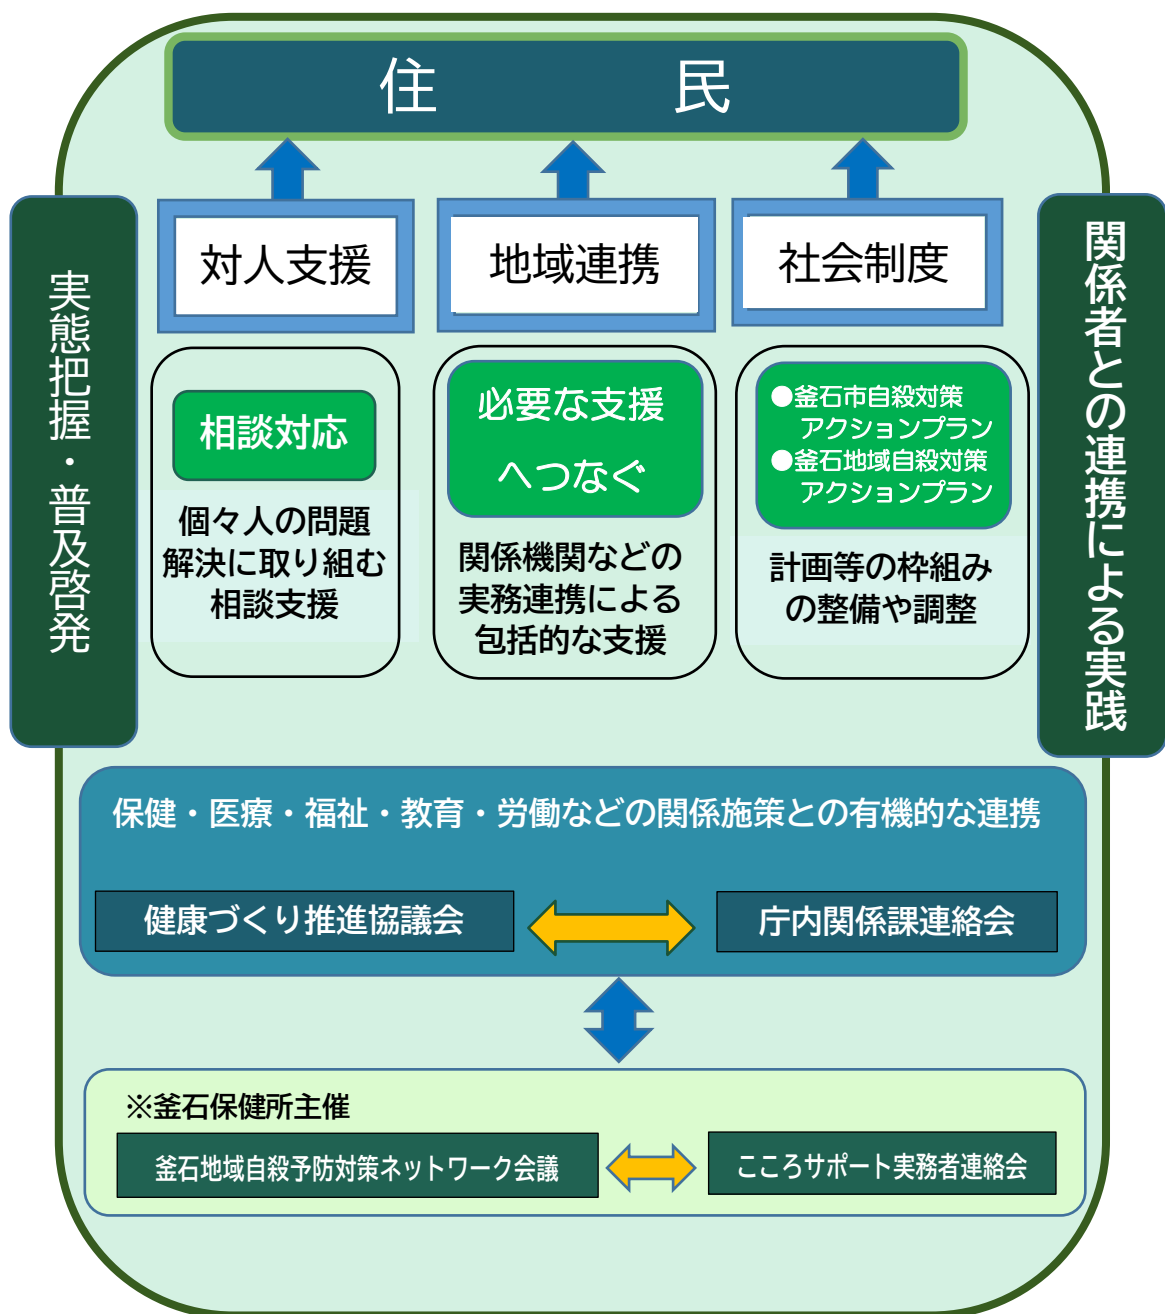 住 民
実態把握・普及啓発
対人支援
地域連携
社会制度
関係者との連携による実践
相談対応
個々人の問題
解決に取り組む
相談支援
必要な支援
へつなぐ
関係機関などの
実務連携による
包括的な支援
●釜石市自殺対策
アクションプラン
●釜石地域自殺対策
アクションプラン
計画等の枠組み
の整備や調整
保健・医療・福祉・教育・労働などの関係施策との有機的な連携
健康づくり推進協議会
庁内関係課連絡会
※釜石保健所主催
釜石地域自殺予防対策ネットワーク会議
こころサポート実務者連絡会